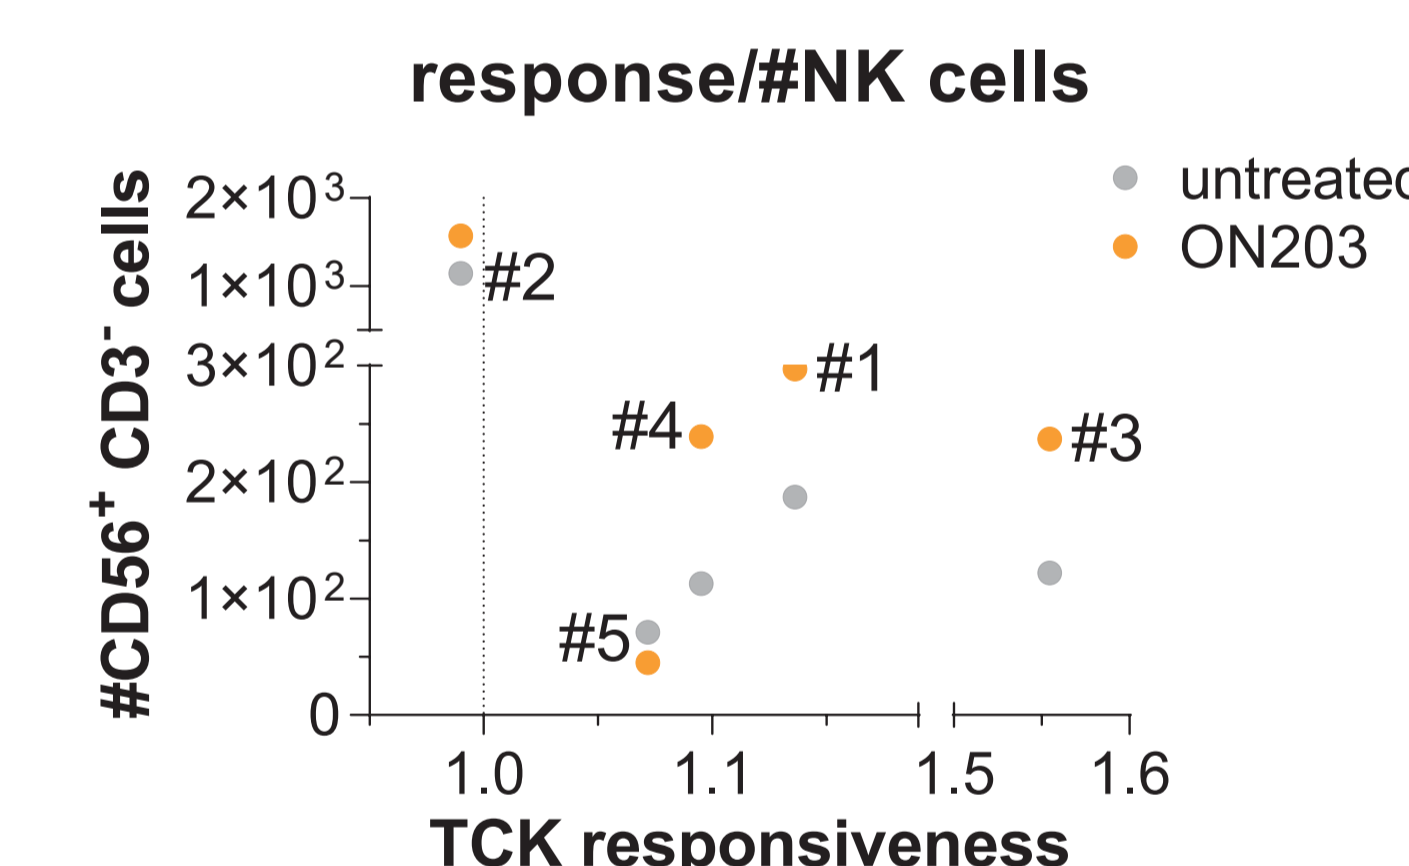 response/#NK cells
untreated
ON203
#CD56⁺ CD3⁻ cells
2×10³
1×10³
3×10²
2×10²
1×10²
0
#2
#1
#4
#3
#5
1.0 1.1 1.5 1.6
TCK responsiveness